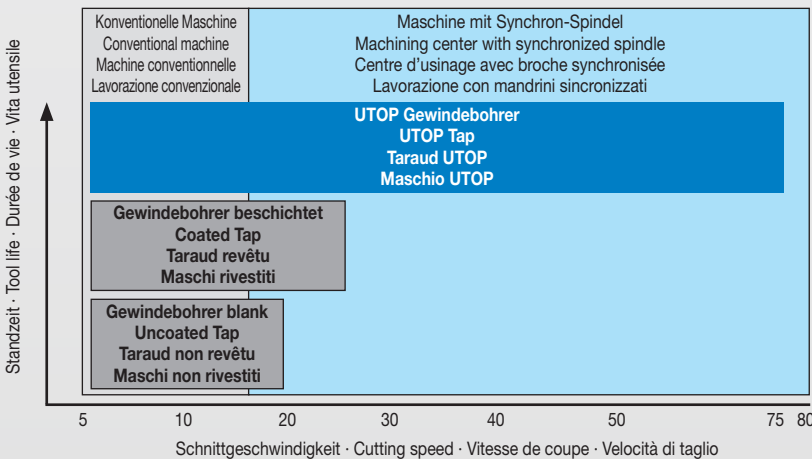 Konventionelle Maschine
Conventional machine
Machine conventionnelle
Lavorazione convenzionale
Maschine mit Synchron-Spindel
Machining center with synchronized spindle
Centre d'usinage avec broche synchronisée
Lavorazione con mandrini sincronizzati
Standzeit · Tool life · Durée de vie · Vita utensile
UTOP Gewindebohrer
UTOP Tap
Taraud UTOP
Maschio UTOP
Gewindebohrer beschichtet
Coated Tap
Taraud revêtu
Maschi rivestiti
Gewindebohrer blank
Uncoated Tap
Taraud non revêtu
Maschi non rivestiti
5 10 20 30 40 50 75 80
Schnittgeschwindigkeit · Cutting speed · Vitesse de coupe · Velocità di taglio